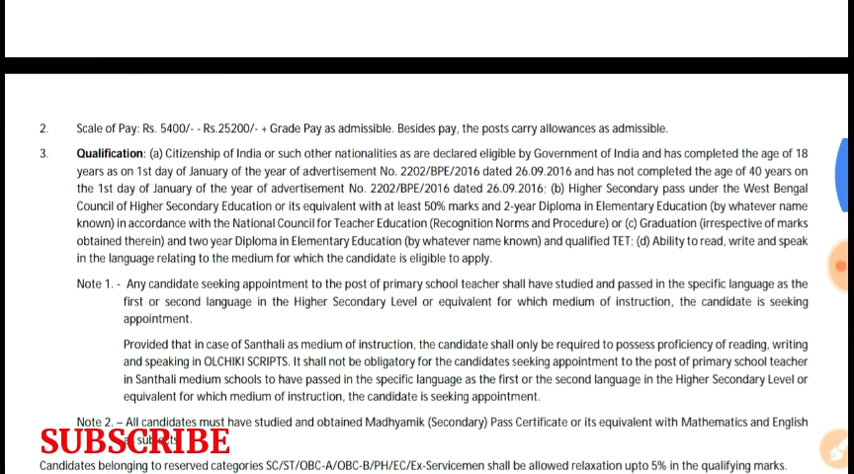 2. Scale of Pay: Rs. 5400/- - Rs.25200/- + Grade Pay as admissible. Besides pay, the posts carry allowances as admissible.
3. Qualification: (a) Citizenship of India or such other nationalities as are declared eligible by Government of India and has completed the age of 18
years as on 1st day of January of the year of advertisement No. 2202/BPE/2016 dated 26.09.2016 and has not completed the age of 40 years on
the 1st day of January of the year of advertisement No. 2202/BPE/2016 dated 26.09.2016; (b) Higher Secondary pass under the West Bengal
Council of Higher Secondary Education or its equivalent with at least 50% marks and 2-year Diploma in Elementary Education (by whatever name
known) in accordance with the National Council for Teacher Education (Recognition Norms and Procedure) or (c) Graduation (irrespective of marks
obtained therein) and two year Diploma in Elementary Education (by whatever name known) and qualified TET; (d) Ability to read, write and speak
in the language relating to the medium for which the candidate is eligible to apply.
Note 1. - Any candidate seeking appointment to the post of primary school teacher shall have studied and passed in the specific language as the
first or second language in the Higher Secondary Level or equivalent for which medium of instruction, the candidate is seeking
appointment.
Provided that in case of Santhali as medium of instruction, the candidate shall only be required to possess proficiency of reading, writing
and speaking in OLCHIKI SCRIPTS. It shall not be obligatory for the candidates seeking appointment to the post of primary school teacher
in Santhali medium schools to have passed in the specific language as the first or the second language in the Higher Secondary Level or
equivalent for which medium of instruction, the candidate is seeking appointment.
Note 2. – All candidates must have studied and obtained Madhyamik (Secondary) Pass Certificate or its equivalent with Mathematics and English
SUBSCRIBE
Candidates belonging to reserved categories SC/ST/OBC-A/OBC-B/PH/EC/Ex-Servicemen shall be allowed relaxation upto 5% in the qualifying marks.